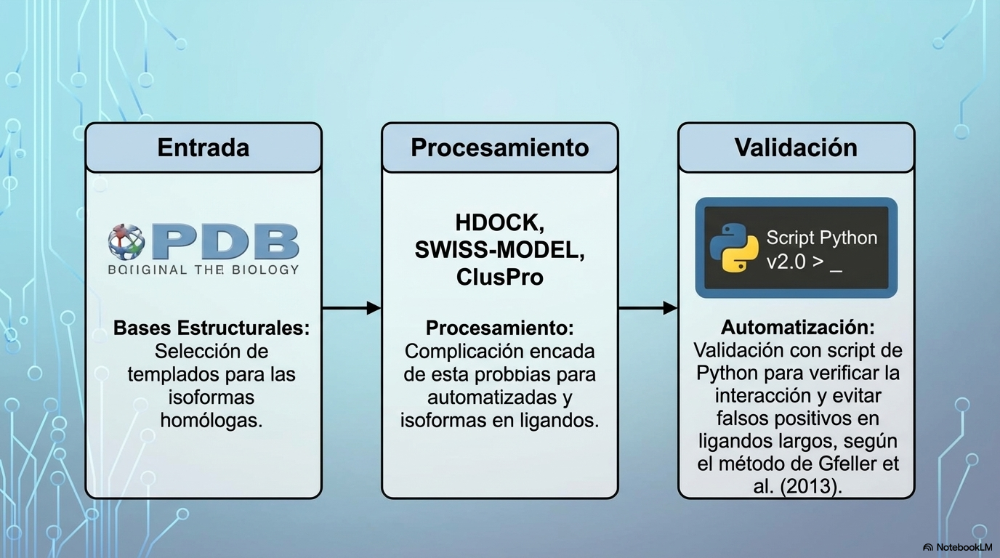 Entrada
PDB
BORIGINAL THE BIOLOGY
Bases Estructurales:
Selección de
templados para las
isoformas
homólogas.
Procesamiento
HDOCK,
SWISS-MODEL,
ClusPro
Procesamiento:
Complicación encada
de esta probbias para
automatizadas y
isoformas en ligandos.
Validación
Script Python
v2.0 > _
Automatización:
Validación con script de
Python para verificar la
interacción y evitar
falsos positivos en
ligandos largos, según
el método de Gfeller et
al. (2013).
NotebookLM